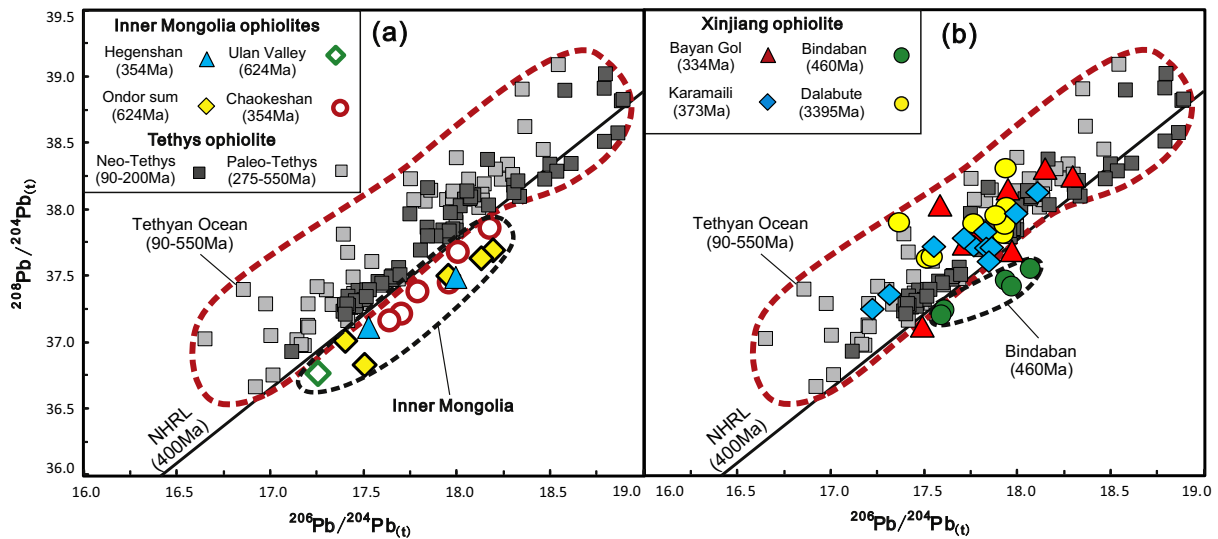 39.5
39.0
38.5
38.0
37.5
37.0
36.5
36.0
208Pb/204Pb(t)
Inner Mongolia ophiolites
(a)
Hegenshan
(354Ma)
Ulan Valley
(624Ma)
Ondor sum
(624Ma)
Chaokeshan
(354Ma)
Tethys ophiolite
Neo-Tethys
(90-200Ma)
Paleo-Tethys
(275-550Ma)
Tethyan Ocean
(90-550Ma)
Inner Mongolia
NHRL
(400Ma)
16.0 17.0 17.5 18.0 18.5 19.0
206Pb/204Pb(t)
Xinjiang ophiolite
(b)
Bayan Gol
(334Ma)
Bindaban
(460Ma)
Karamaili
(373Ma)
Dalabute
(3395Ma)
Tethyan Ocean
(90-550Ma)
Bindaban
(460Ma)
NHRL
(400Ma)
16.0 16.5 17.0 17.5 18.0 18.5 19.0
206Pb/204Pb(t)